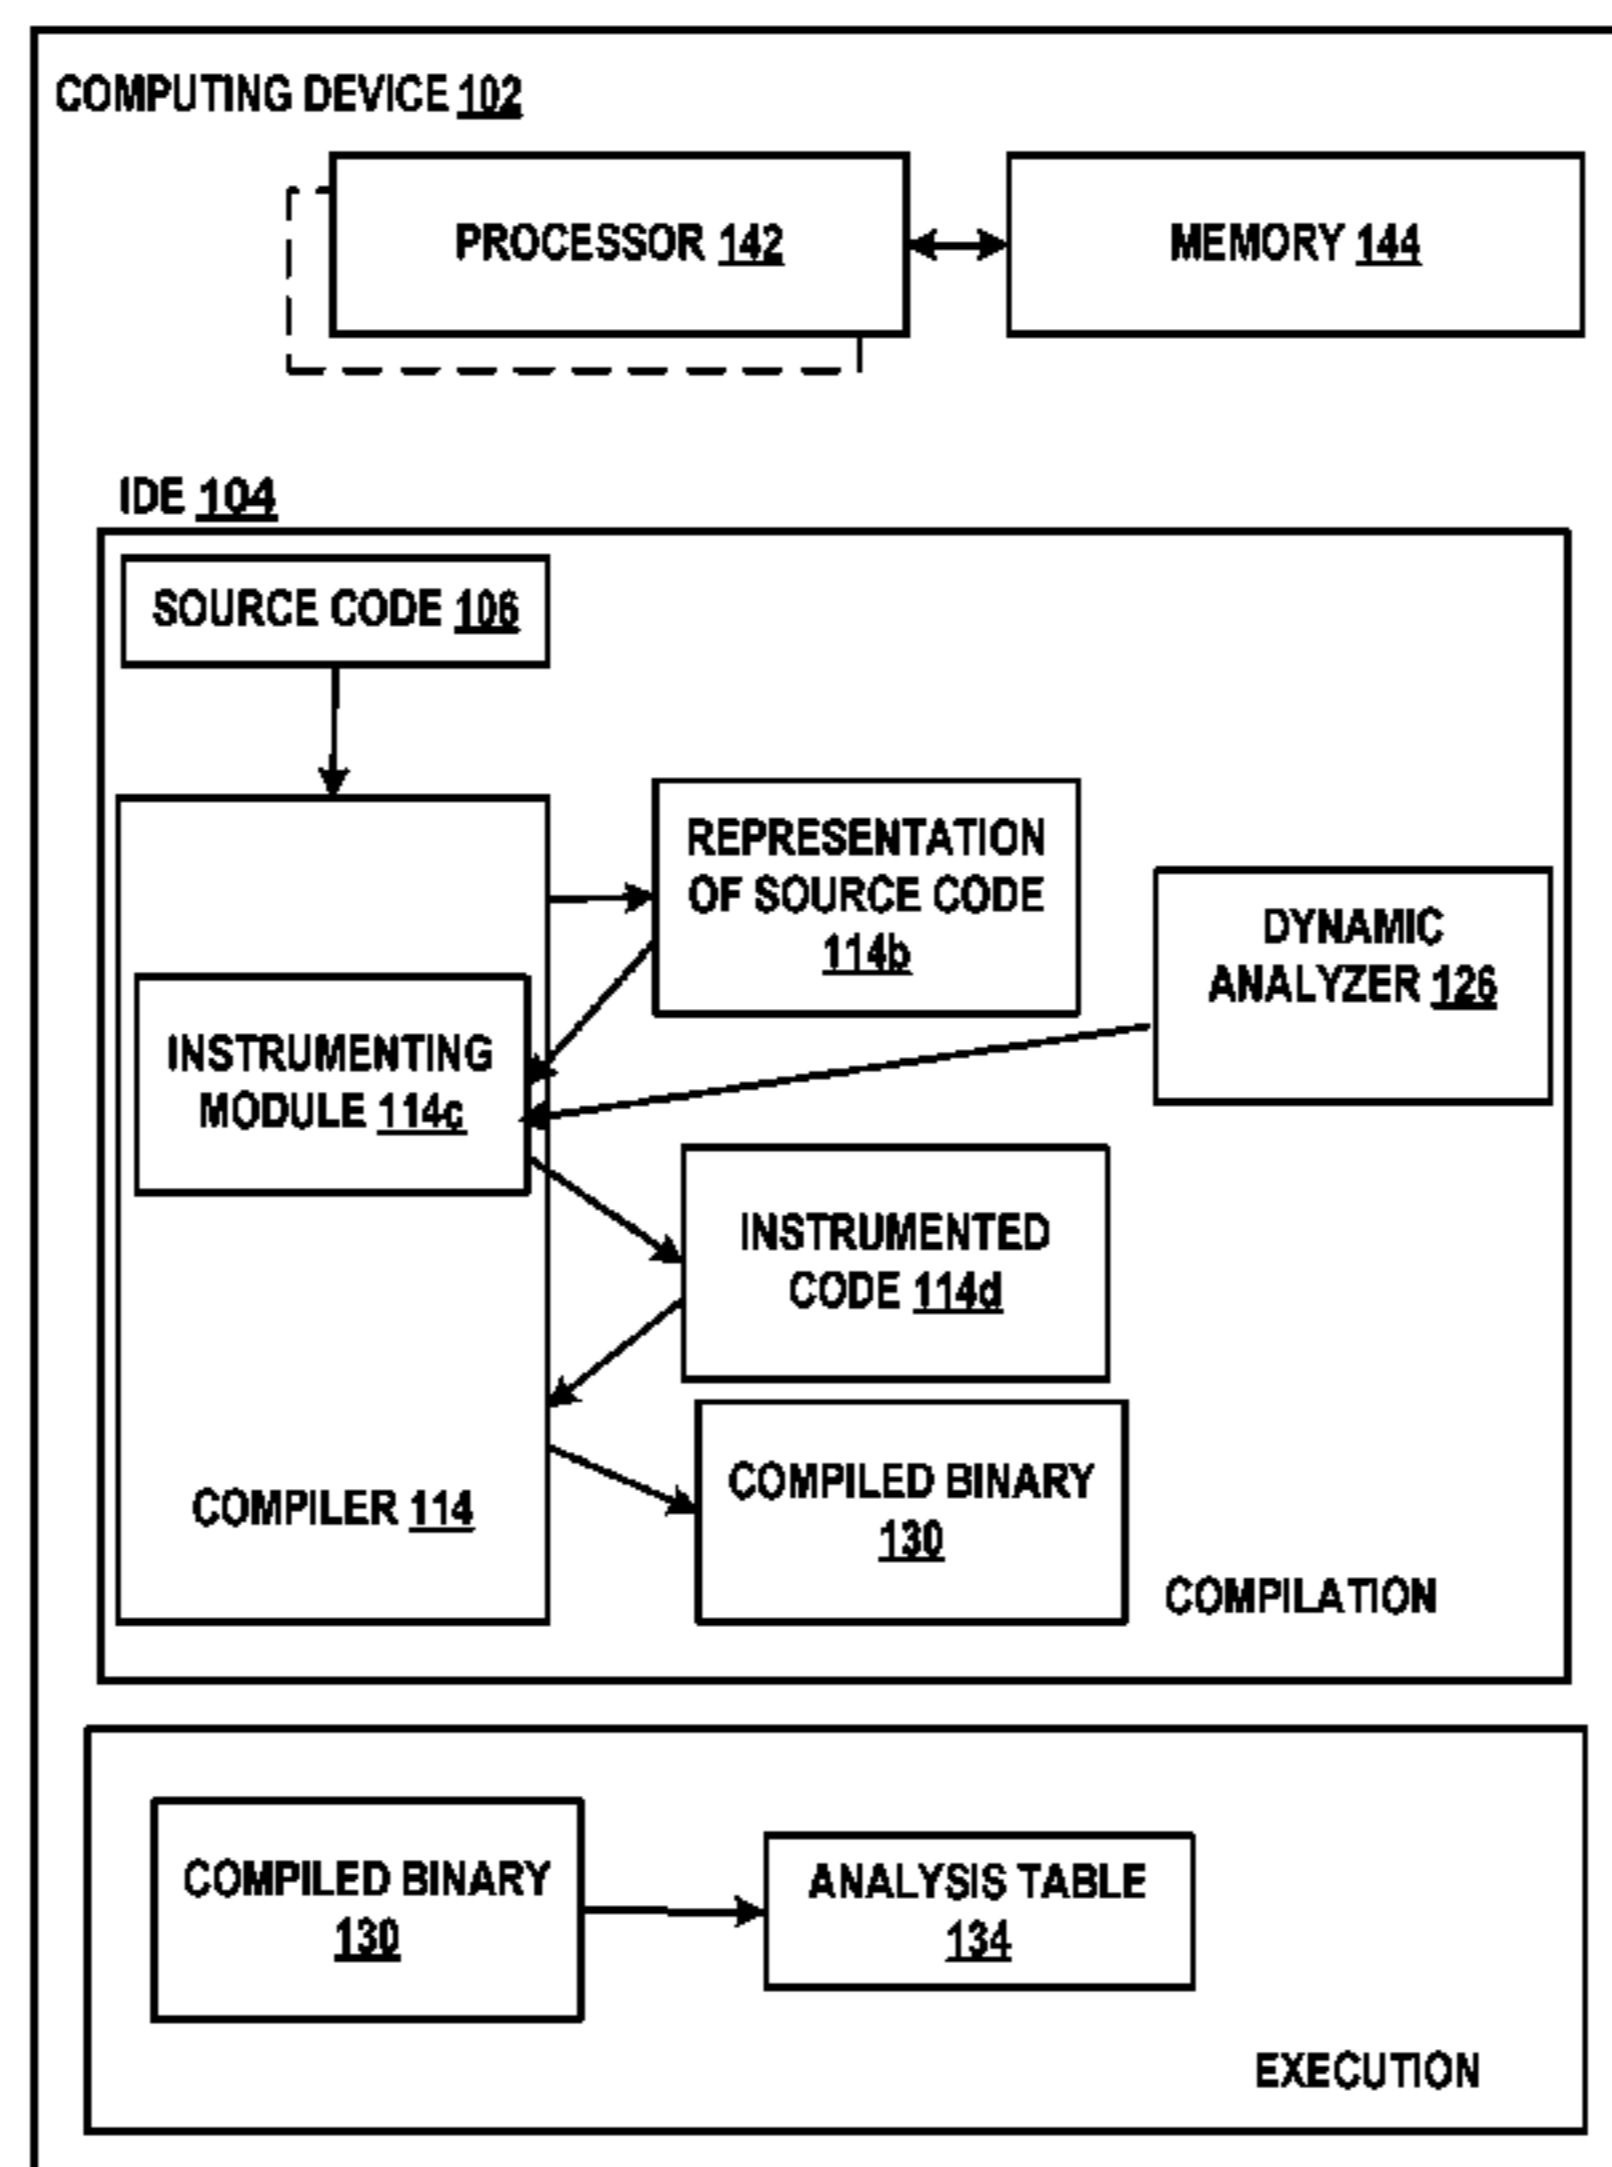 COMPUTING DEVICE 102
PROCESSOR 142
MEMORY 144
IDE 104
SOURCE CODE 106
REPRESENTATION
OF SOURCE CODE
114b
DYNAMIC
ANALYZER 126
INSTRUMENTING
MODULE 114c
INSTRUMENTED
CODE 114d
COMPILED BINARY
130
COMPILER 114
COMPILATION
COMPILED BINARY
130
ANALYSIS TABLE
134
EXECUTION